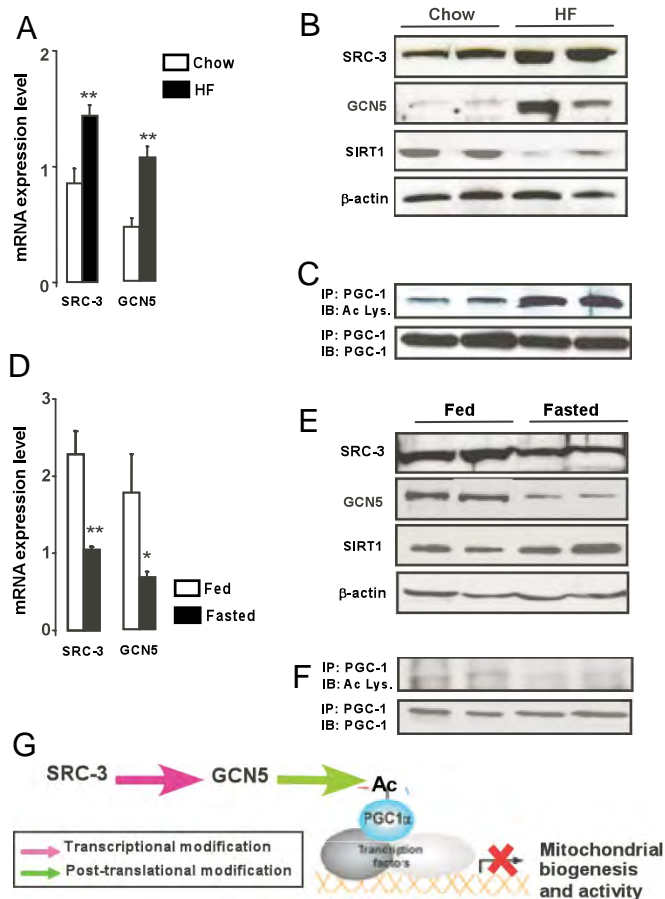 A
mRNA expression level
2
1
0
Chow
HF
**
**
SRC-3
GCN5
B
Chow
HF
SRC-3
GCN5
SIRT1
β-actin
C
IP: PGC-1
IB: Ac Lys.
IP: PGC-1
IB: PGC-1
D
mRNA expression level
3
2
1
0
**
*
Fed
Fasted
SRC-3
GCN5
E
Fed
Fasted
SRC-3
GCN5
SIRT1
β-actin
F
IP: PGC-1
IB: Ac Lys.
IP: PGC-1
IB: PGC-1
G
SRC-3
GCN5
Ac
PGC1α
Trancription
factors
Transcriptional modification
Post-translational modification
Mitochondrial
biogenesis
and activity